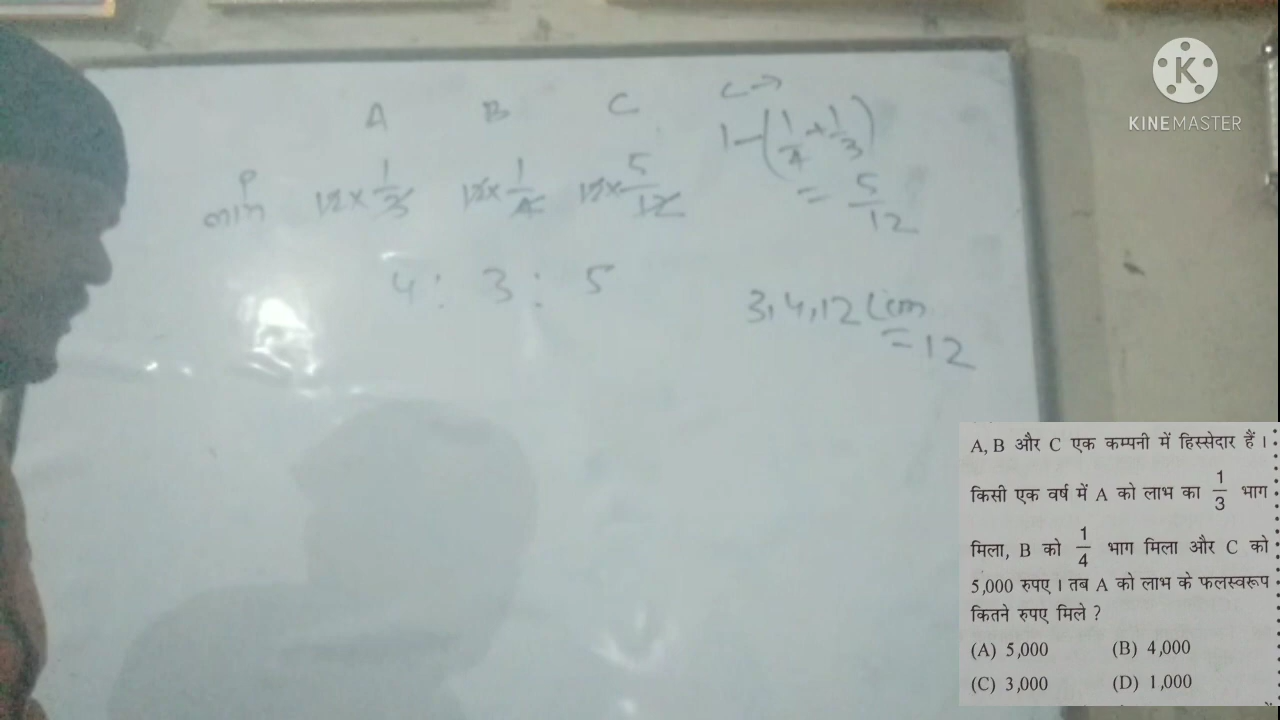 A B C
C →
1-(1/4+1/3)
= 5/12
P
लाभ 12×1/3 12×1/4 12×5/12
4 : 3 : 5
3,4,12 Lcm
= 12
KINEMASTER
A, B और C एक कम्पनी में हिस्सेदार हैं ।
किसी एक वर्ष में A को लाभ का 1/3 भाग
मिला, B को 1/4 भाग मिला और C को
5,000 रुपए । तब A को लाभ के फलस्वरूप
कितने रुपए मिले ?
(A) 5,000 (B) 4,000
(C) 3,000 (D) 1,000